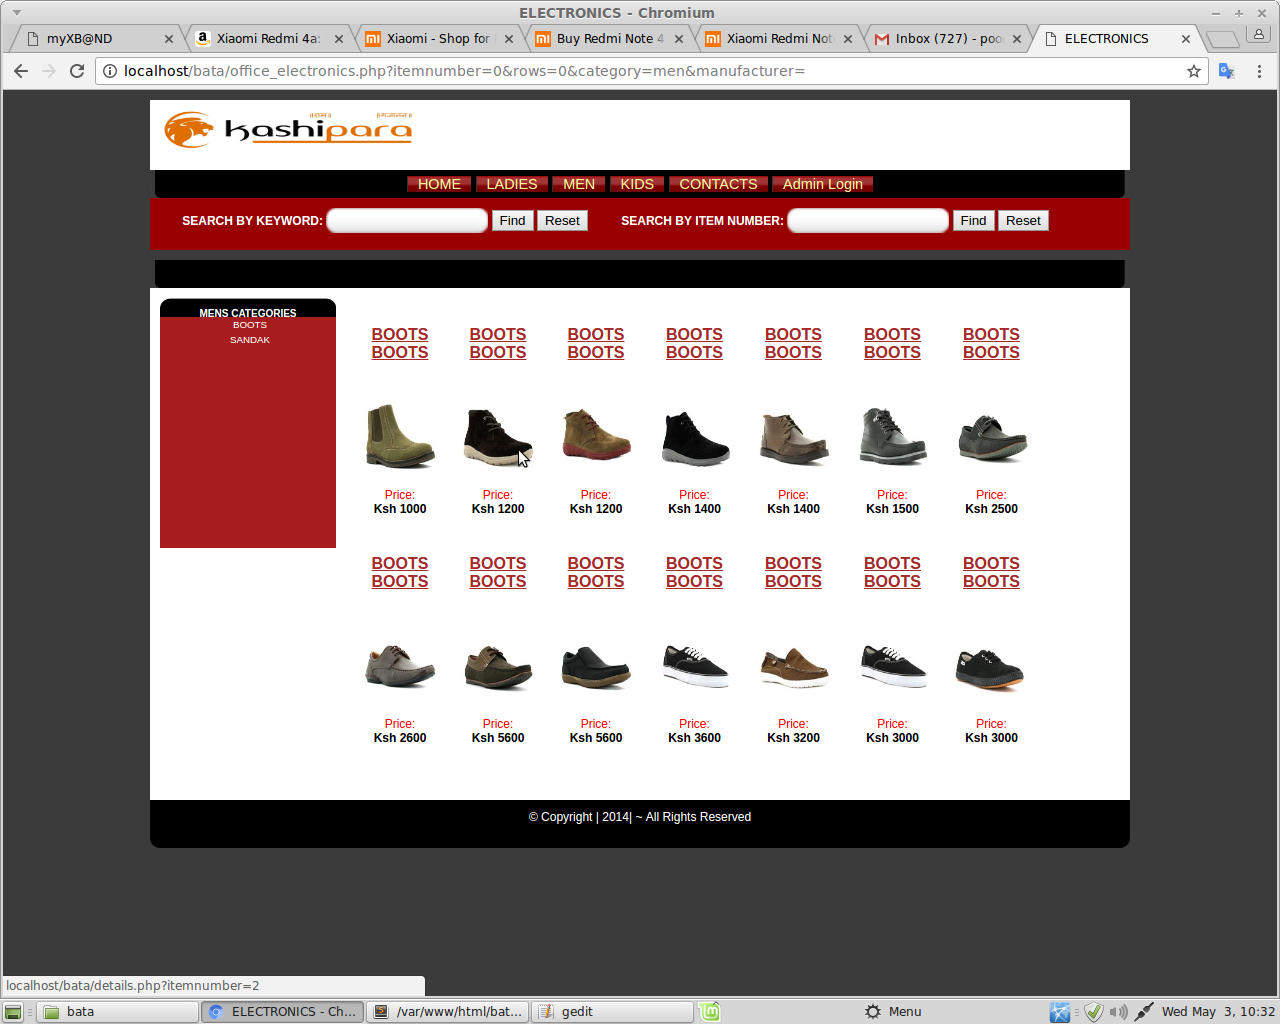 ELECTRONICS - Chromium
myXB@ND
Xiaomi Redmi 4a:
Xiaomi - Shop for
Buy Redmi Note 4
Xiaomi Redmi Not
Inbox (727) - poo
ELECTRONICS
localhost/bata/office_electronics.php?itemnumber=0&rows=0&category=men&manufacturer=
kashipara
HOME LADIES MEN KIDS CONTACTS Admin Login
SEARCH BY KEYWORD: Find Reset SEARCH BY ITEM NUMBER: Find Reset
MENS CATEGORIES
BOOTS
SANDAK
BOOTS BOOTS BOOTS BOOTS BOOTS BOOTS BOOTS
BOOTS BOOTS BOOTS BOOTS BOOTS BOOTS BOOTS
Price: Price: Price: Price: Price: Price: Price:
Ksh 1000 Ksh 1200 Ksh 1200 Ksh 1400 Ksh 1400 Ksh 1500 Ksh 2500
BOOTS BOOTS BOOTS BOOTS BOOTS BOOTS BOOTS
BOOTS BOOTS BOOTS BOOTS BOOTS BOOTS BOOTS
Price: Price: Price: Price: Price: Price: Price:
Ksh 2600 Ksh 5600 Ksh 5600 Ksh 3600 Ksh 3200 Ksh 3000 Ksh 3000
© Copyright | 2014| ~ All Rights Reserved
localhost/bata/details.php?itemnumber=2
bata ELECTRONICS - Ch... /var/www/html/bat... gedit Menu Wed May 3, 10:32